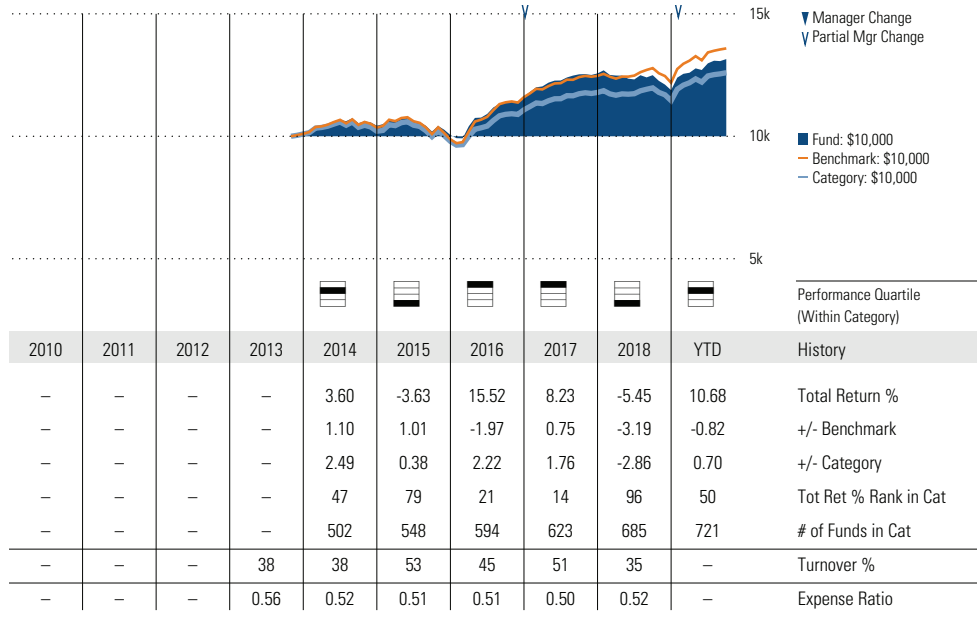 15k
▼ Manager Change
∨ Partial Mgr Change
10k
Fund: $10,000
Benchmark: $10,000
Category: $10,000
5k
Performance Quartile
(Within Category)
2010 2011 2012 2013 2014 2015 2016 2017 2018 YTD History
– – – – 3.60 -3.63 15.52 8.23 -5.45 10.68 Total Return %
– – – – 1.10 1.01 -1.97 0.75 -3.19 -0.82 +/- Benchmark
– – – – 2.49 0.38 2.22 1.76 -2.86 0.70 +/- Category
– – – – 47 79 21 14 96 50 Tot Ret % Rank in Cat
– – – – 502 548 594 623 685 721 # of Funds in Cat
– – – 38 38 53 45 51 35 – Turnover %
– – – 0.56 0.52 0.51 0.51 0.50 0.52 – Expense Ratio